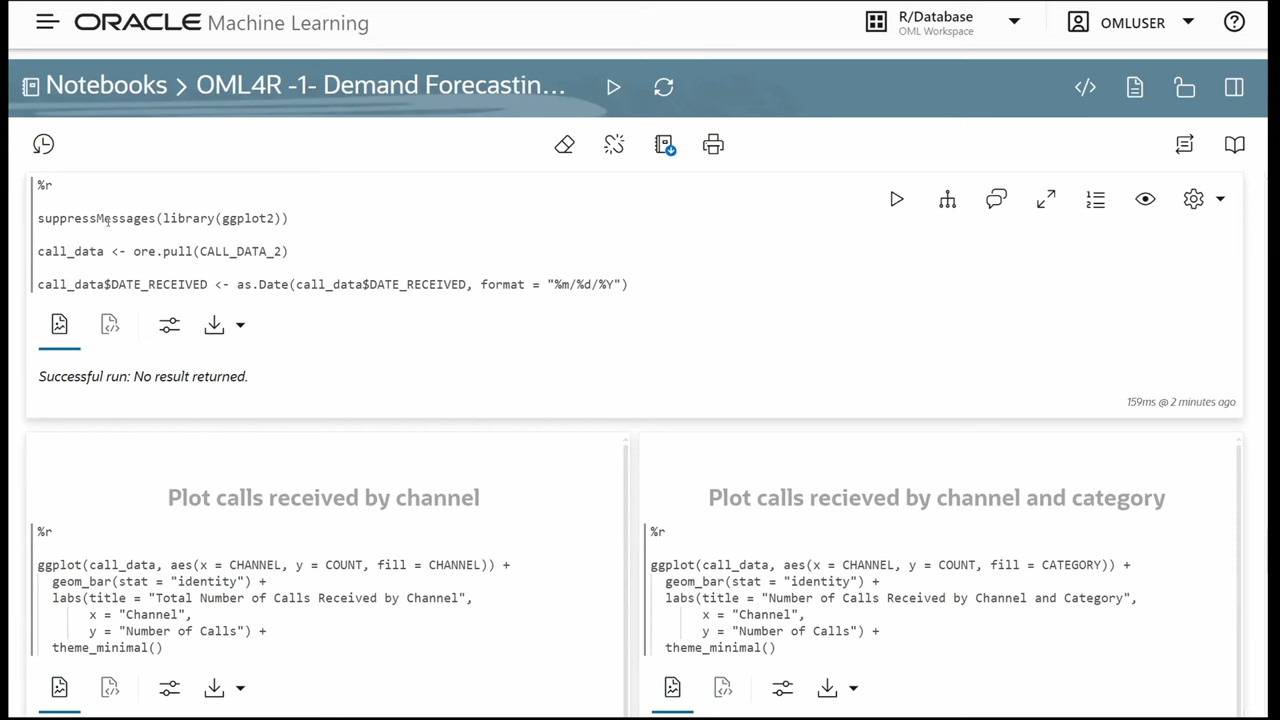 ORACLE Machine Learning
R/Database
OML Workspace
OMLUSER
Notebooks > OML4R -1- Demand Forecastin...
%r
suppressMessages(library(ggplot2))
call_data <- ore.pull(CALL_DATA_2)
call_data$DATE_RECEIVED <- as.Date(call_data$DATE_RECEIVED, format = "%m/%d/%Y")
Successful run: No result returned.
159ms @ 2 minutes ago
Plot calls received by channel
%r
ggplot(call_data, aes(x = CHANNEL, y = COUNT, fill = CHANNEL)) +
geom_bar(stat = "identity") +
labs(title = "Total Number of Calls Received by Channel",
x = "Channel",
y = "Number of Calls") +
theme_minimal()
Plot calls recieved by channel and category
%r
ggplot(call_data, aes(x = CHANNEL, y = COUNT, fill = CATEGORY)) +
geom_bar(stat = "identity") +
labs(title = "Number of Calls Received by Channel and Category",
x = "Channel",
y = "Number of Calls") +
theme_minimal()